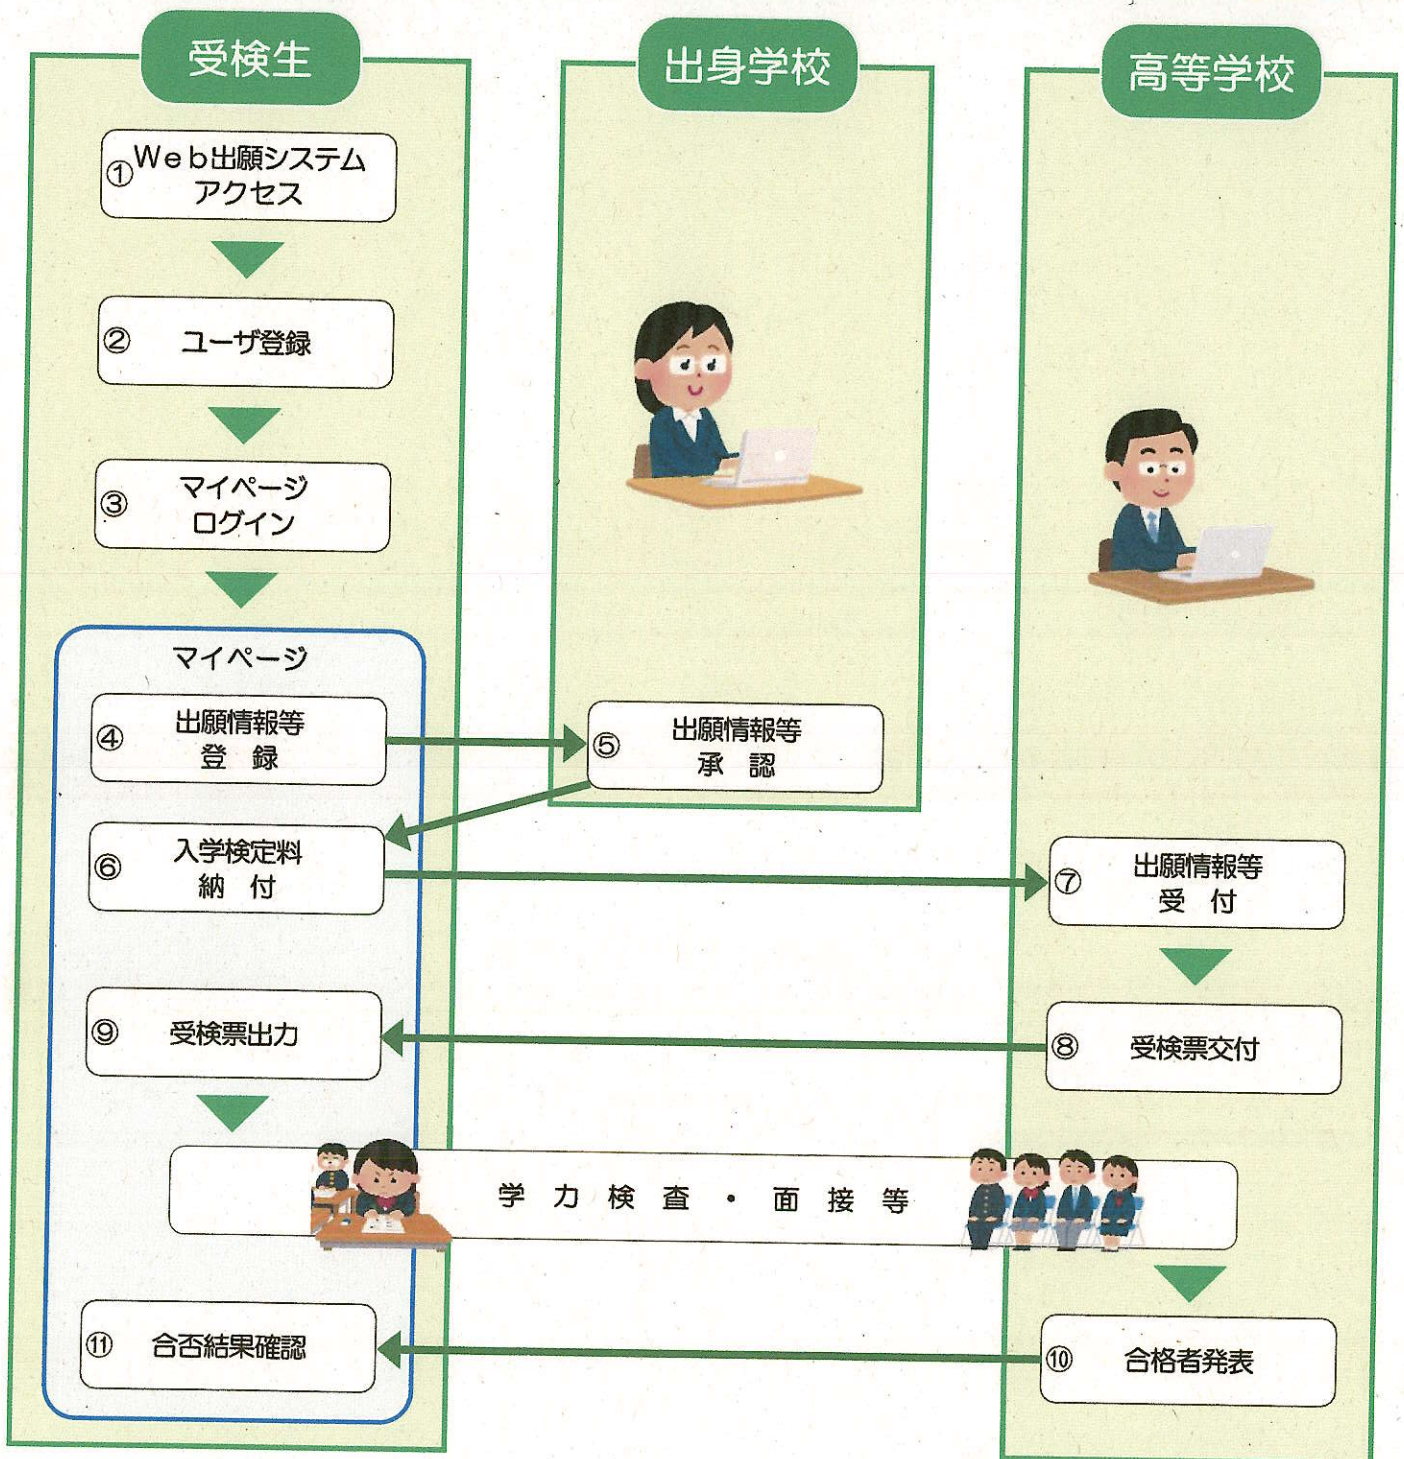 受検生
出身学校
高等学校
①Web出願システム
アクセス
② ユーザ登録
③ マイページ
ログイン
マイページ
④ 出願情報等
登 録
⑤ 出願情報等
承 認
⑥ 入学検定料
納 付
⑦ 出願情報等
受 付
⑨ 受検票出力
⑧ 受検票交付
学 力 検 査 ・ 面 接 等
⑪ 合否結果確認
⑩ 合格者発表